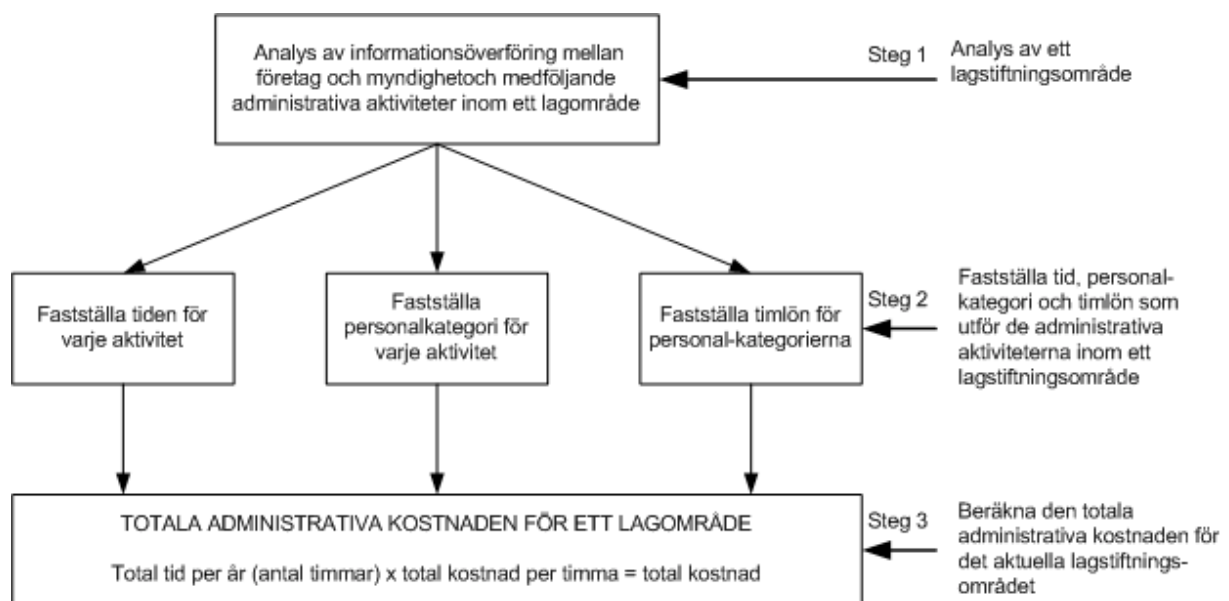 Analys av informationsöverföring mellan
företag och myndighetoch medföljande
administrativa aktiviteter inom ett lagområde
Steg 1
Analys av ett
lagstiftningsområde
Fastställa tiden för
varje aktivitet
Fastställa
personalkategori för
varje aktivitet
Fastställa timlön för
personal-kategorierna
Steg 2
Fastställa tid, personal-
kategori och timlön som
utför de administrativa
aktiviteterna inom ett
lagstiftningsområde
TOTALA ADMINISTRATIVA KOSTNADEN FÖR ETT LAGOMRÅDE
Total tid per år (antal timmar) x total kostnad per timma = total kostnad
Steg 3
Beräkna den totala
administrativa kostnaden för
det aktuella lagstiftnings-
området